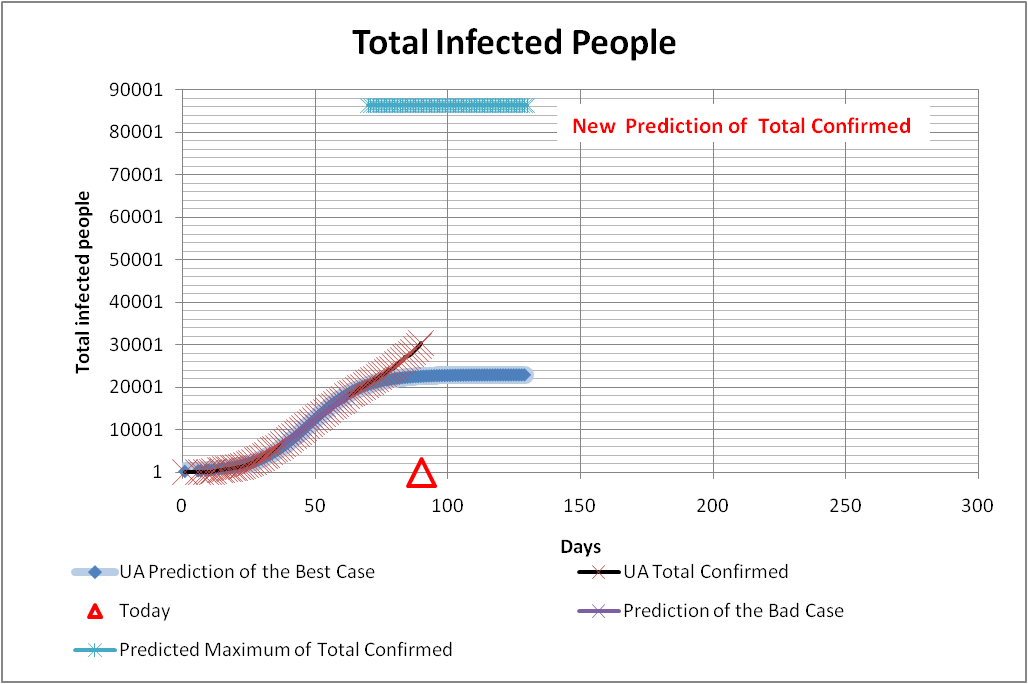 Total Infected People
90001
80001
70001
60001
50001
40001
30001
20001
10001
1
Total infected people
New  Prediction of  Total Confirmed
0 50 100 150 200 250 300
Days
UA Prediction of the Best Case
UA Total Confirmed
Today
Prediction of the Bad Case
Predicted Maximum of Total Confirmed